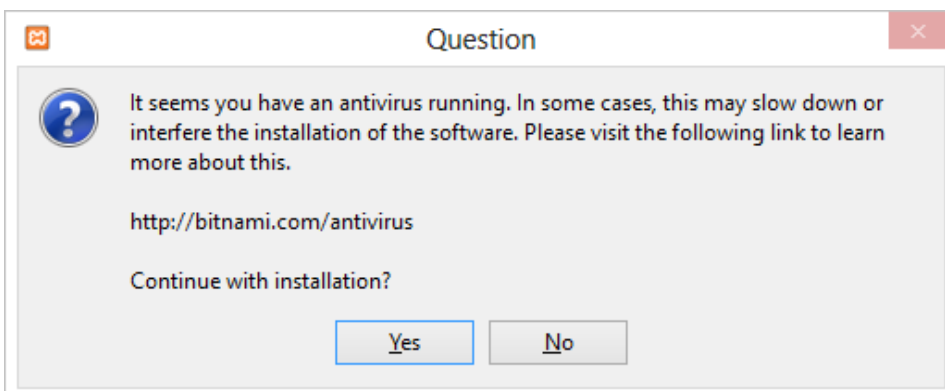 Question
It seems you have an antivirus running. In some cases, this may slow down or
interfere the installation of the software. Please visit the following link to learn
more about this.
http://bitnami.com/antivirus
Continue with installation?
Yes
No